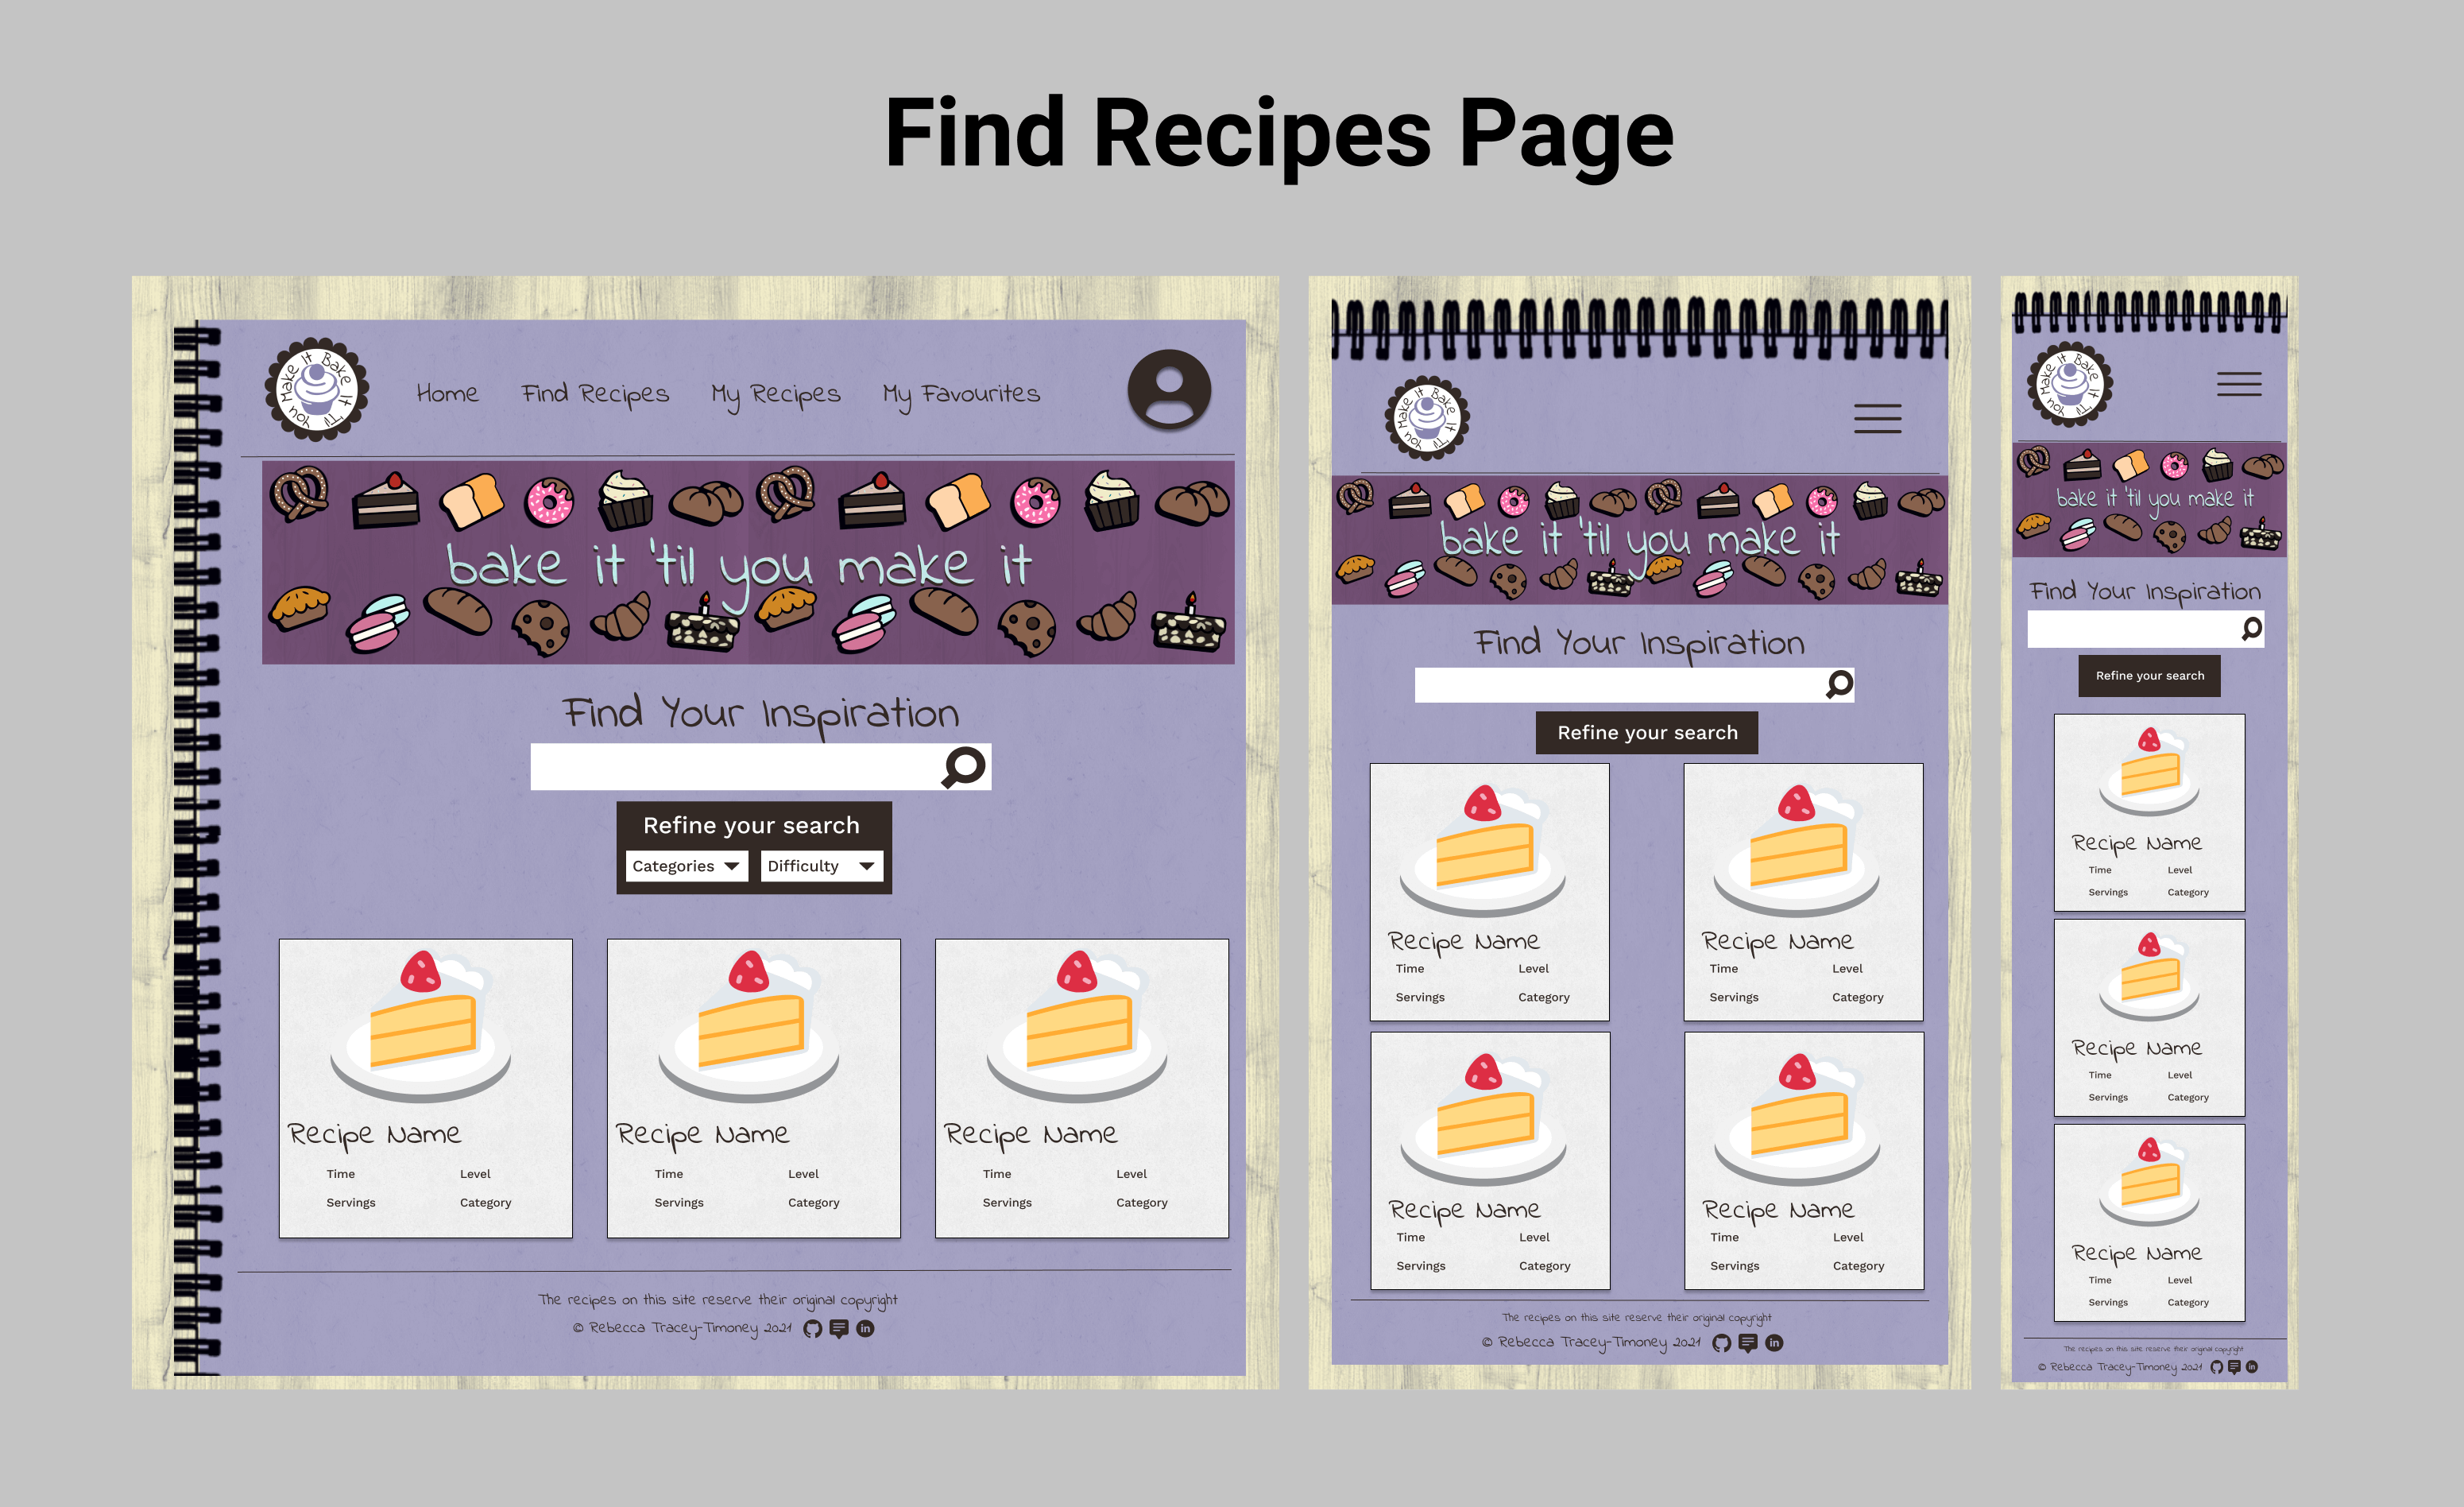 Find Recipes Page
Bake It Til You Make It
Home Find Recipes My Recipes My Favourites
bake it 'til you make it
Find Your Inspiration
Refine your search
Categories Difficulty
Recipe Name Recipe Name Recipe Name
Time Level Time Level Time Level
Servings Category Servings Category Servings Category
The recipes on this site reserve their original copyright
© Rebecca Tracey-Timoney 2021 in
Bake It Til You Make It
bake it 'til you make it
Find Your Inspiration
Refine your search
Recipe Name Recipe Name
Time Level Time Level
Servings Category Servings Category
Recipe Name Recipe Name
Time Level Time Level
Servings Category Servings Category
The recipes on this site reserve their original copyright
© Rebecca Tracey-Timoney 2021 in
Bake It Til You Make It
bake it 'til you make it
Find Your Inspiration
Refine your search
Recipe Name
Time Level
Servings Category
Recipe Name
Time Level
Servings Category
Recipe Name
Time Level
Servings Category
The recipes on this site reserve their original copyright
© Rebecca Tracey-Timoney 2021 in